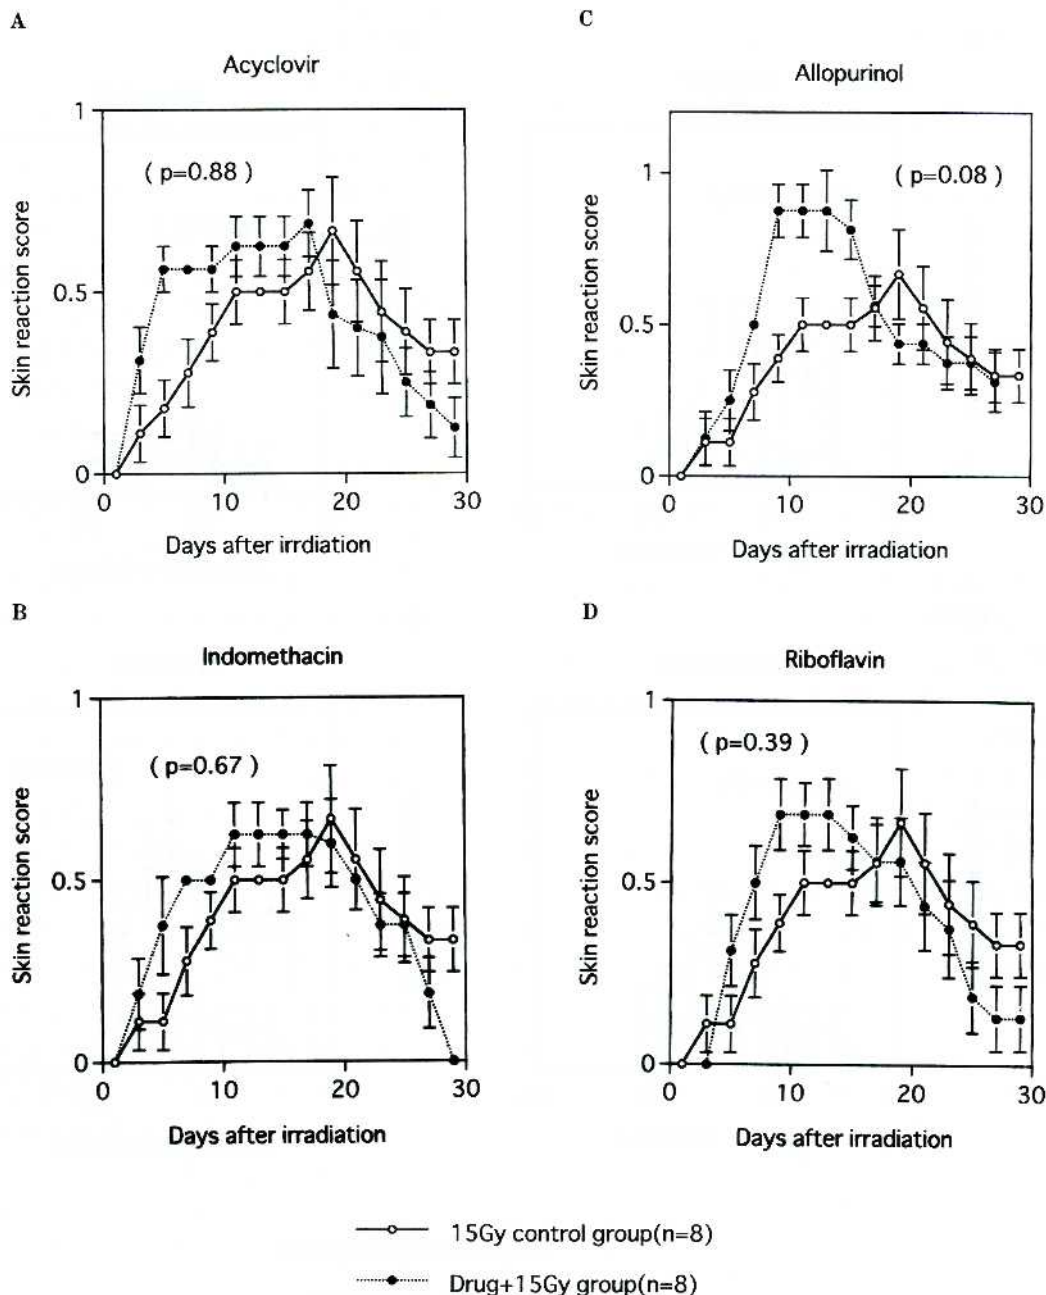 A
Acyclovir
1
( p=0.88 )
Skin reaction score
0.5
0
0 10 20 30
Days after irrdiation
C
Allopurinol
1
( p=0.08 )
Skin reaction score
0.5
0
0 10 20 30
Days after irradiation
B
Indomethacin
1
( p=0.67 )
Skin reaction score
0.5
0
0 10 20 30
Days after irradiation
D
Riboflavin
1
( p=0.39 )
Skin reaction score
0.5
0
0 10 20 30
Days after irradiation
15Gy control group(n=8)
Drug+15Gy group(n=8)